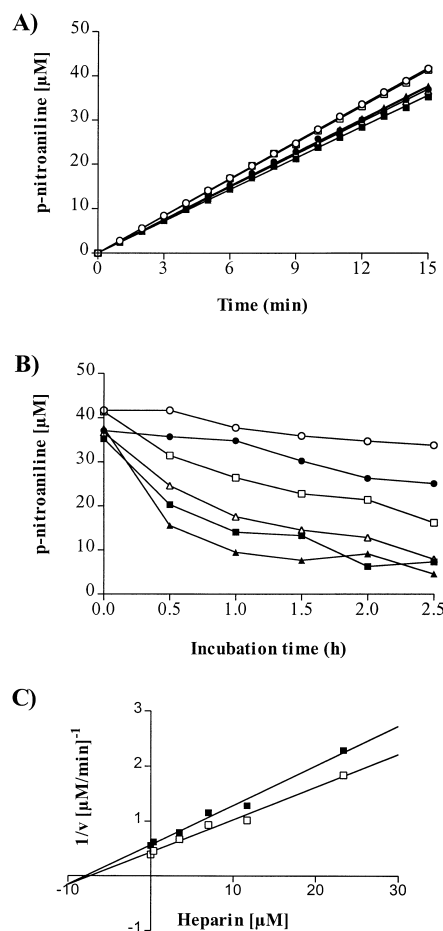 A)
p-nitroaniline [µM]
50
40
30
20
10
0
0 3 6 9 12 15
Time (min)
B)
p-nitroaniline [µM]
50
40
30
20
10
0
0.0 0.5 1.0 1.5 2.0 2.5
Incubation time (h)
C)
1/v [µM/min]⁻¹
3
2
1
-1
-10 0 10 20 30
Heparin [µM]